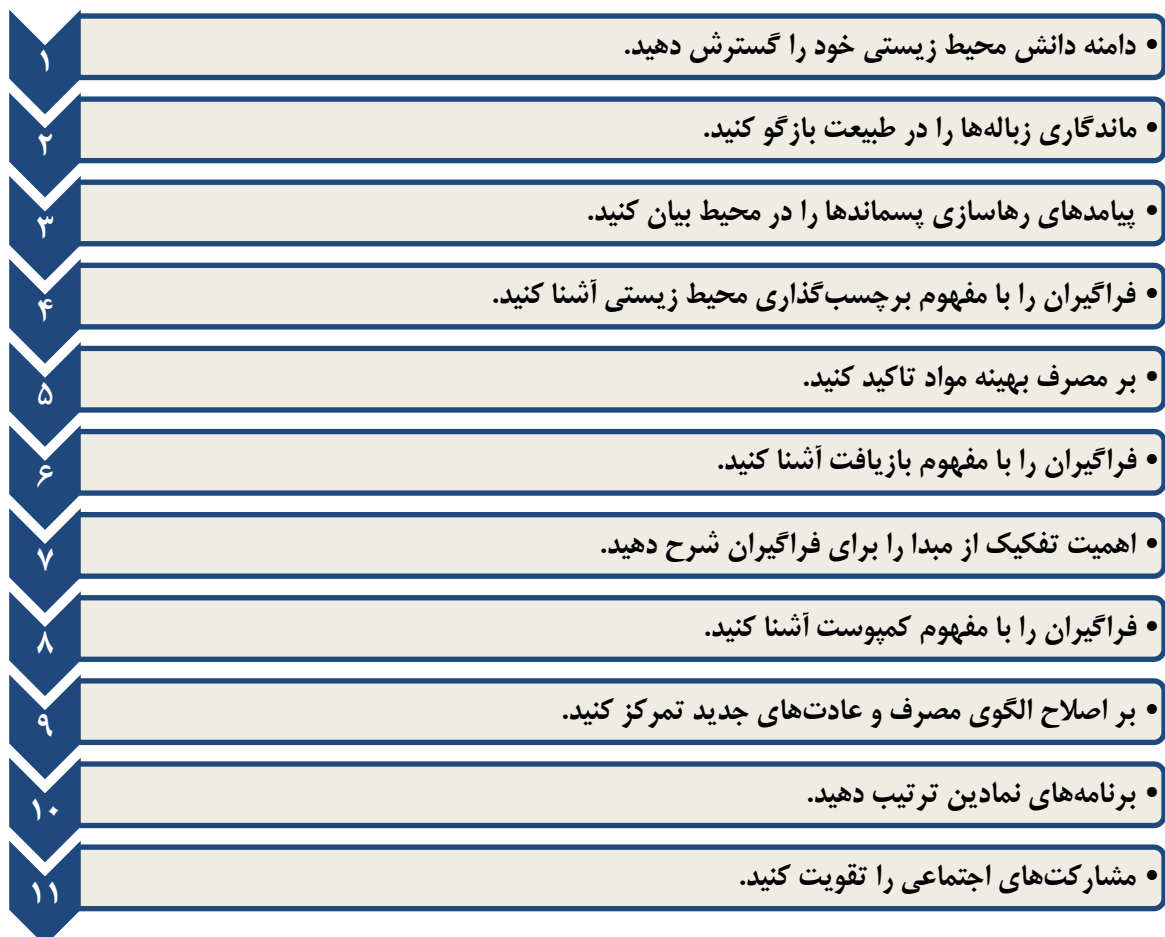 ۱
• دامنه دانش محیط زیستی خود را گسترش دهید.
۲
• ماندگاری زباله‌ها را در طبیعت بازگو کنید.
۳
• پیامدهای رهاسازی پسماندها را در محیط بیان کنید.
۴
• فراگیران را با مفهوم برچسب‌گذاری محیط زیستی آشنا کنید.
۵
• بر مصرف بهینه مواد تاکید کنید.
۶
• فراگیران را با مفهوم بازیافت آشنا کنید.
۷
• اهمیت تفکیک از مبدا را برای فراگیران شرح دهید.
۸
• فراگیران را با مفهوم کمپوست آشنا کنید.
۹
• بر اصلاح الگوی مصرف و عادت‌های جدید تمرکز کنید.
۱۰
• برنامه‌های نمادین ترتیب دهید.
۱۱
• مشارکت‌های اجتماعی را تقویت کنید.